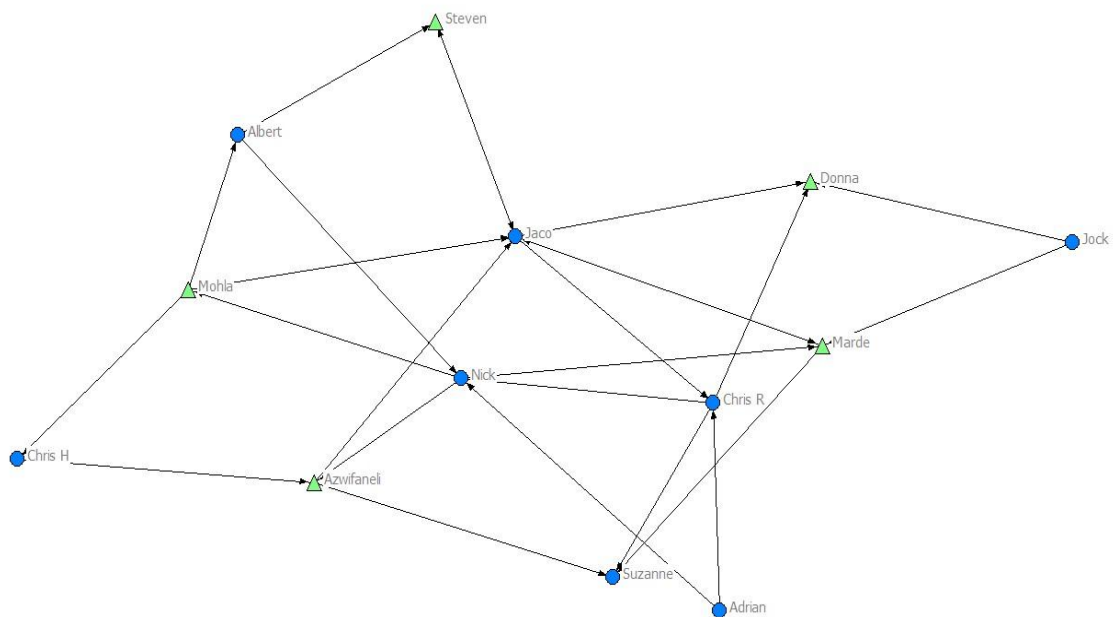 Steven
Albert
Donna
Jaco
Jock
Mohla
Marde
Nick
Chris R
Chris H
Azwifaneli
Suzanne
Adrian